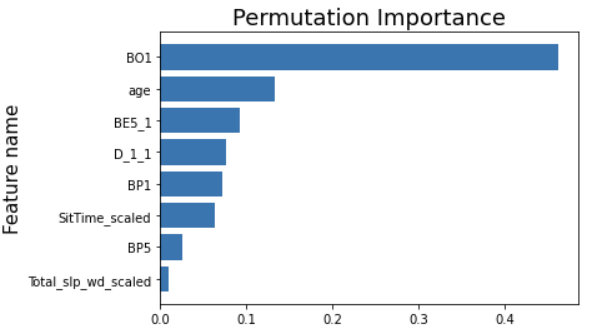 Permutation Importance
Feature name
BO1
age
BE5_1
D_1_1
BP1
SitTime_scaled
BP5
Total_slp_wd_scaled
0.0 0.1 0.2 0.3 0.4